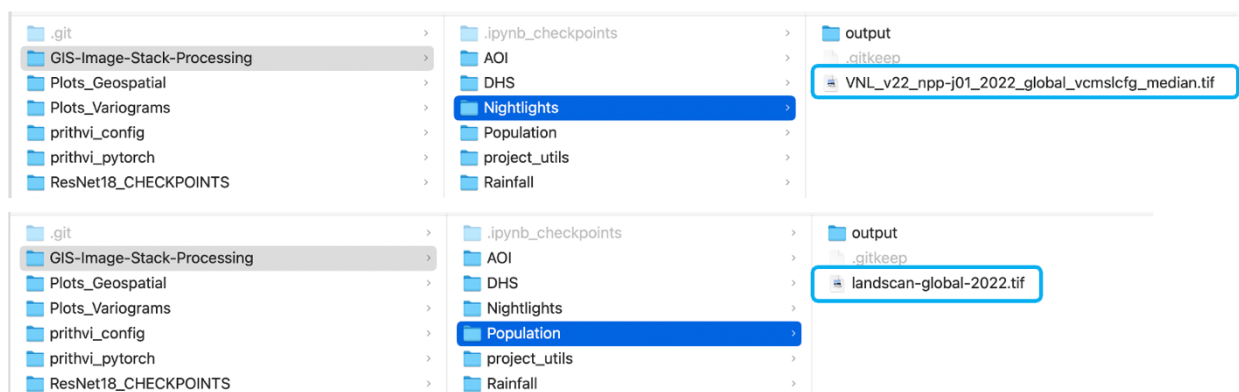 .git
GIS-Image-Stack-Processing
Plots_Geospatial
Plots_Variograms
prithvi_config
prithvi_pytorch
ResNet18_CHECKPOINTS
.ipynb_checkpoints
AOI
DHS
Nightlights
Population
project_utils
Rainfall
output
.gitkeep
VNL_v22_npp-j01_2022_global_vcmslcfg_median.tif
.git
GIS-Image-Stack-Processing
Plots_Geospatial
Plots_Variograms
prithvi_config
prithvi_pytorch
ResNet18_CHECKPOINTS
.ipynb_checkpoints
AOI
DHS
Nightlights
Population
project_utils
Rainfall
output
.gitkeep
landscan-global-2022.tif